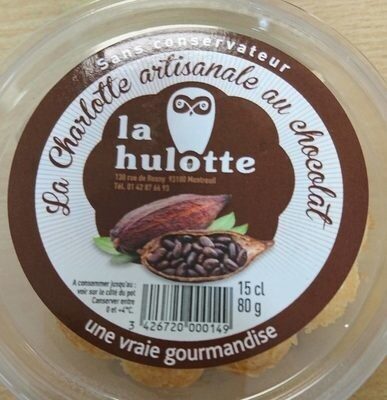 Sans conservateur
La Charlotte artisanale au chocolat
la
hulotte
130 rue de Rosny 93100 Montreuil
Tél. 01 42 87 64 93
A consommer jusqu'au :
voir sur le côté du pot
Conserver entre
0 et +4°C.
15 cl
80 g
3 426720 000149
une vraie gourmandise